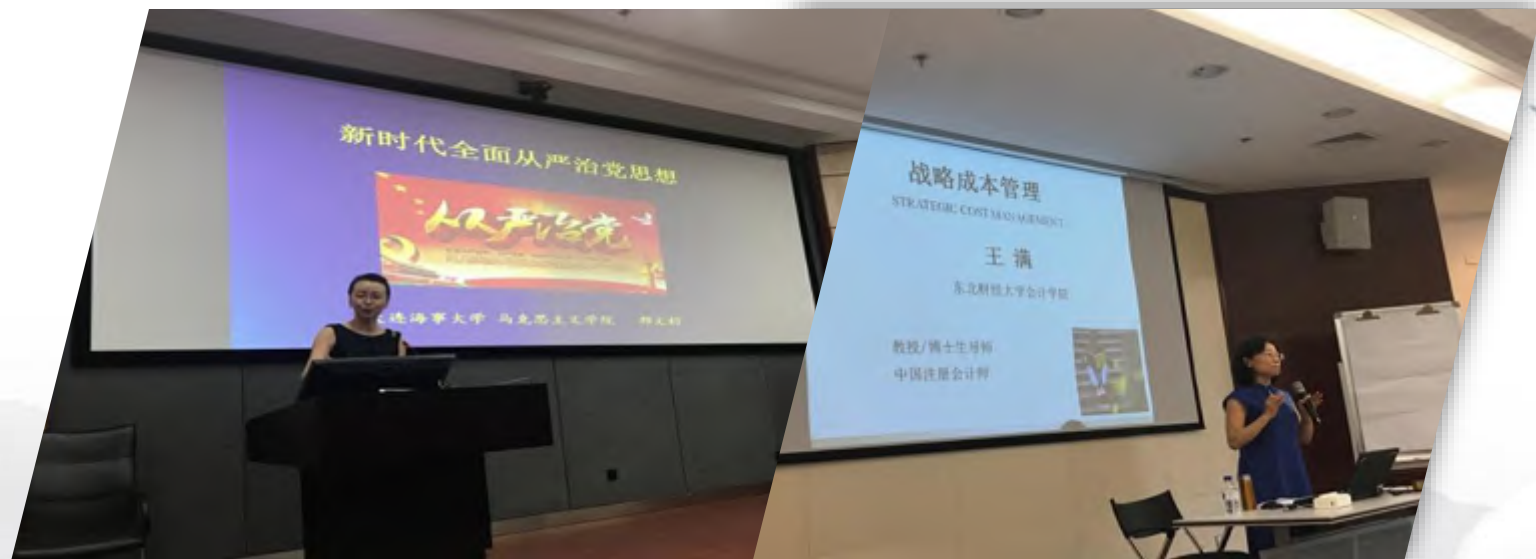 新时代全面从严治党思想
从严治党
大连海事大学 马克思主义学院
战略成本管理
STRATEGIC COST MANAGEMENT
王 满
东北财经大学会计学院
教授/博士生导师
中国注册会计师